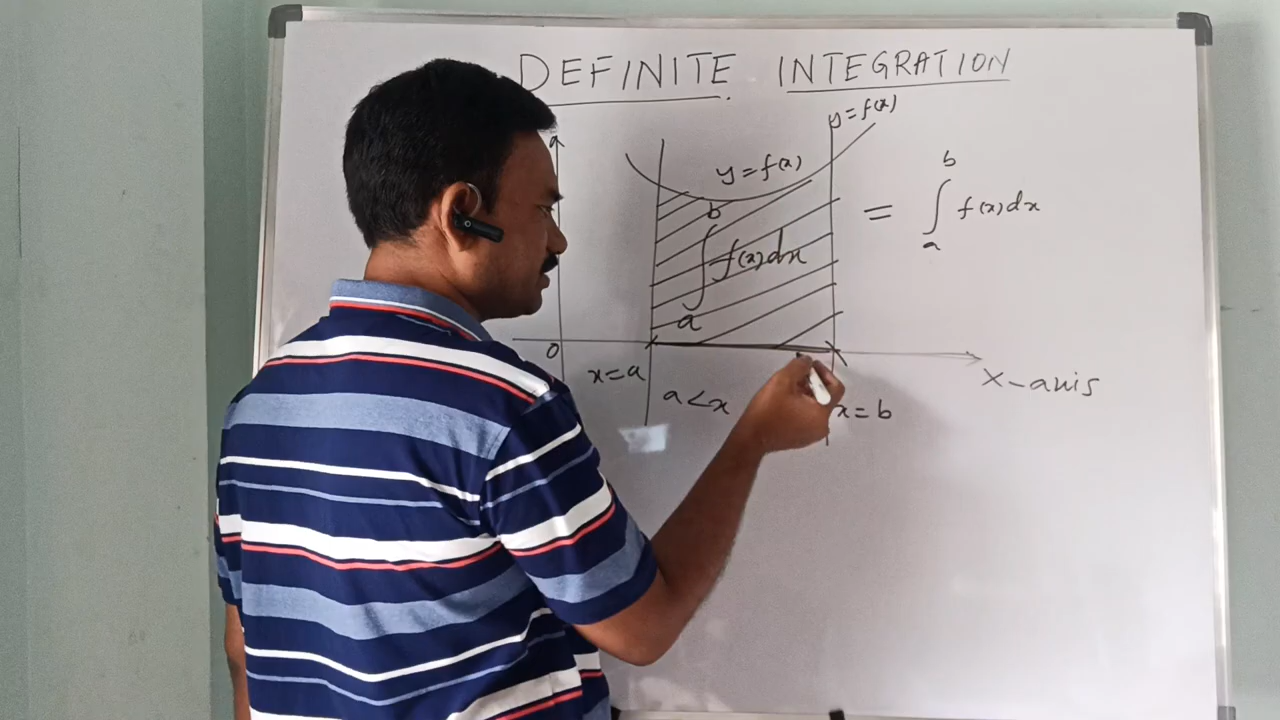 DEFINITE INTEGRATION
y = f(x)
y = f(x)
b
∫ f(x) dx
a
=
b
∫ f(x) dx
a
0
x = a
a < x
x = b
X-axis